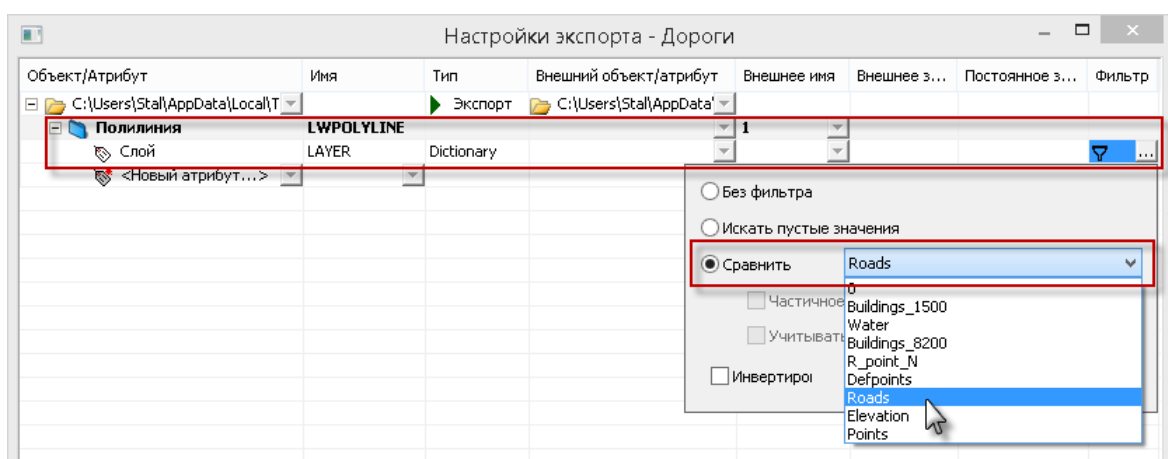 Настройки экспорта - Дороги
Объект/Атрибут Имя Тип Внешний объект/атрибут Внешнее имя Внешнее з... Постоянное з... Фильтр
C:\Users\Stal\AppData\Local\T Экспорт C:\Users\Stal\AppData'
Полилиния LWPOLYLINE 1
Слой LAYER Dictionary ...
<Новый атрибут...>
Без фильтра
Искать пустые значения
Сравнить Roads
0
Частичное Buildings_1500
Water
Учитывать Buildings_8200
R_point_N
Инвертиро Defpoints
Roads
Elevation
Points